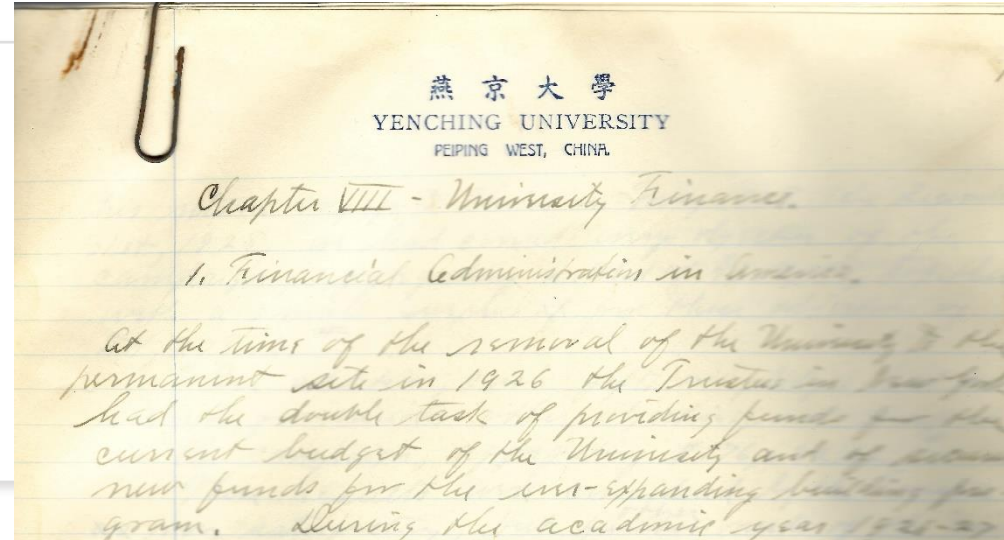 燕京大學
YENCHING UNIVERSITY
PEIPING WEST, CHINA.
Chapter VIII - University Finance.
1. Financial Administration in America.
At the time of the removal of the University to the
permanent site in 1926 the Trustees in New York
had the double task of providing funds for the
current budget of the University and of
new funds for the ever-expanding building pro
gram. During the academic year 1926-27